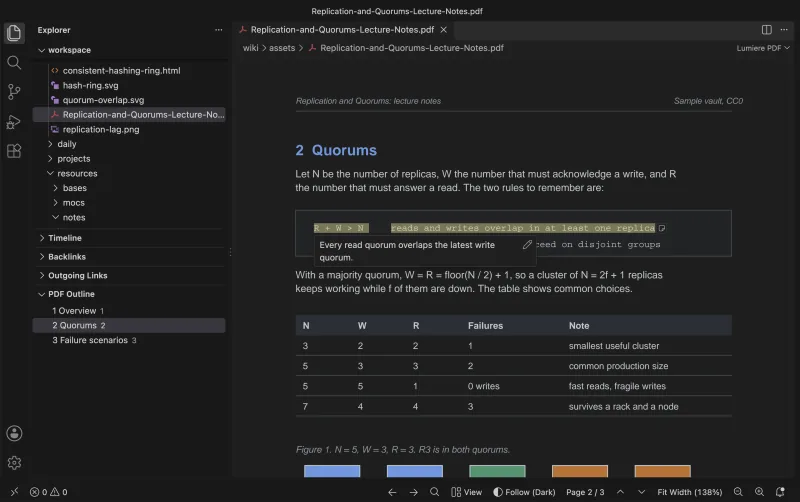 Replication-and-Quorums-Lecture-Notes.pdf
Explorer
workspace
consistent-hashing-ring.html
hash-ring.svg
quorum-overlap.svg
Replication-and-Quorums-Lecture-No...
replication-lag.png
daily
projects
resources
bases
mocs
notes
Timeline
Backlinks
Outgoing Links
PDF Outline
1 Overview 1
2 Quorums 2
3 Failure scenarios 3
Replication-and-Quorums-Lecture-Notes.pdf
wiki > assets > Replication-and-Quorums-Lecture-Notes.pdf
Lumiere PDF
Replication and Quorums: lecture notes Sample vault, CC0
2 Quorums
Let N be the number of replicas, W the number that must acknowledge a write, and R
the number that must answer a read. The two rules to remember are:
R + W > N reads and writes overlap in at least one replica
ceed on disjoint groups
Every read quorum overlaps the latest write
quorum.
With a majority quorum, W = R = floor(N / 2) + 1, so a cluster of N = 2f + 1 replicas
keeps working while f of them are down. The table shows common choices.
N W R Failures Note
3 2 2 1 smallest useful cluster
5 3 3 2 common production size
5 5 1 0 writes fast reads, fragile writes
7 4 4 3 survives a rack and a node
Figure 1. N = 5, W = 3, R = 3. R3 is in both quorums.
0 0
View
Follow (Dark)
Page 2 / 3
Fit Width (138%)